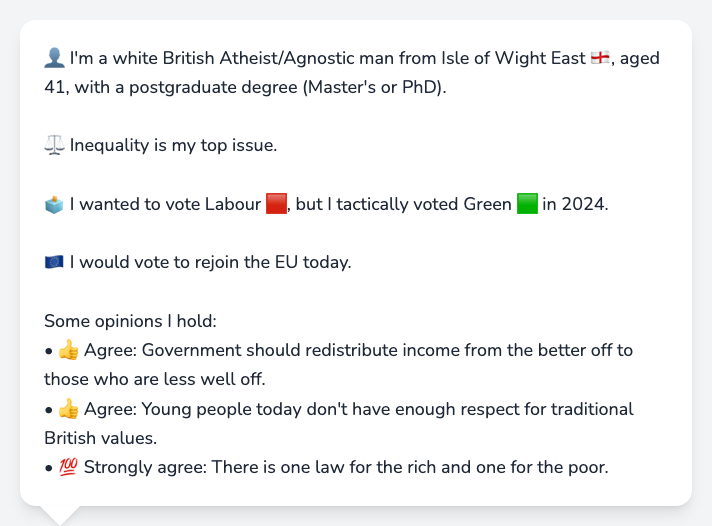 👤 I'm a white British Atheist/Agnostic man from Isle of Wight East 🏴󠁧󠁢󠁥󠁮󠁧󠁿, aged
41, with a postgraduate degree (Master's or PhD).
⚖️ Inequality is my top issue.
🗳️ I wanted to vote Labour 🟥, but I tactically voted Green 🟩 in 2024.
🇪🇺 I would vote to rejoin the EU today.
Some opinions I hold:
• 👍 Agree: Government should redistribute income from the better off to
those who are less well off.
• 👍 Agree: Young people today don't have enough respect for traditional
British values.
• 💯 Strongly agree: There is one law for the rich and one for the poor.